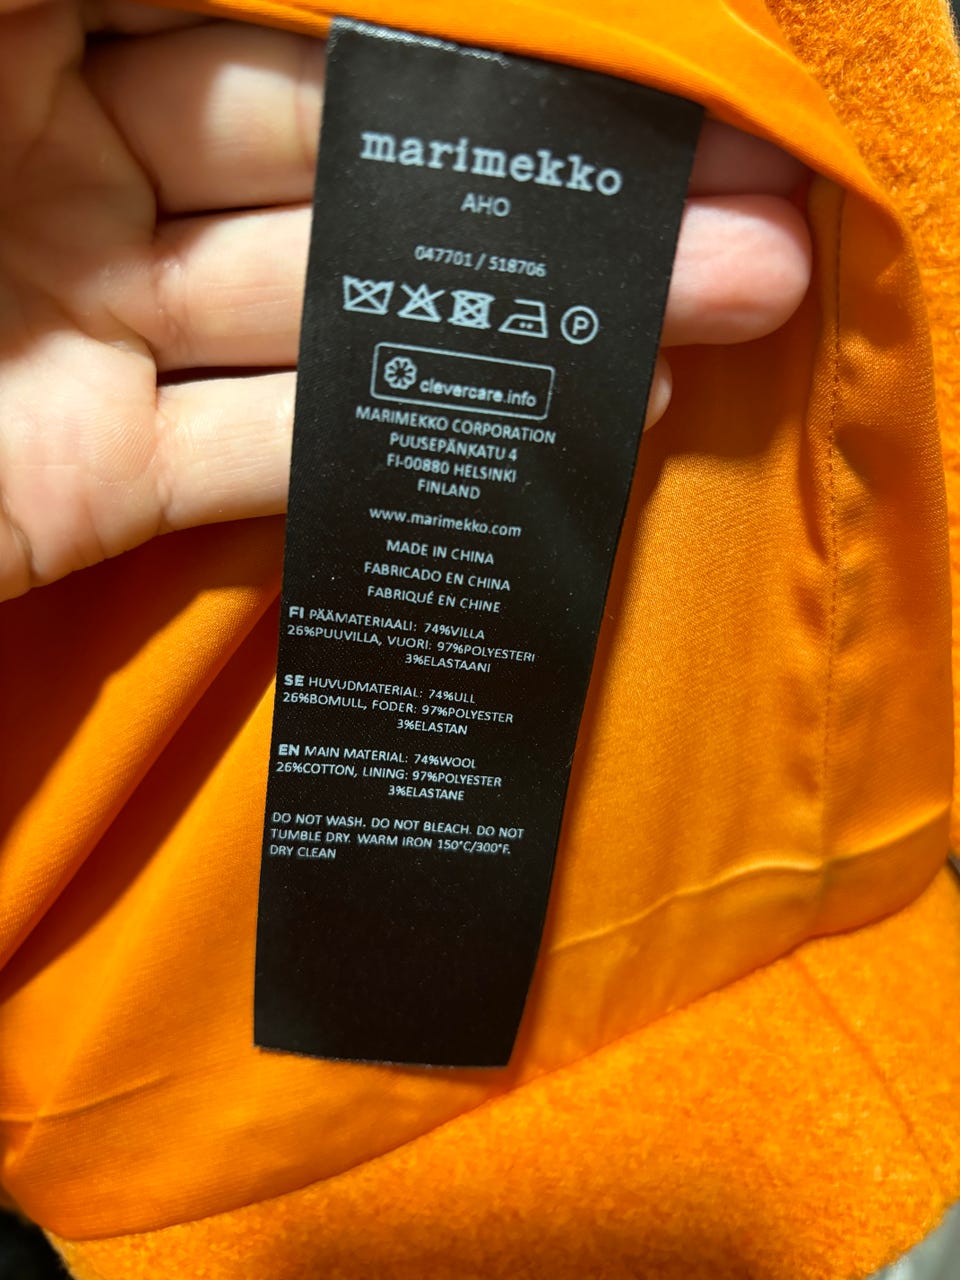 marimekko
AHO
047701 / 518706
P
clevercare.info
MARIMEKKO CORPORATION
PUUSEPÄNKATU 4
FI-00880 HELSINKI
FINLAND
www.marimekko.com
MADE IN CHINA
FABRICADO EN CHINA
FABRIQUÉ EN CHINE
FI PÄÄMATERIAALI: 74%VILLA
26%PUUVILLA, VUORI: 97%POLYESTERI
3%ELASTAANI
SE HUVUDMATERIAL: 74%ULL
26%BOMULL, FODER: 97%POLYESTER
3%ELASTAN
EN MAIN MATERIAL: 74%WOOL
26%COTTON, LINING: 97%POLYESTER
3%ELASTANE
DO NOT WASH. DO NOT BLEACH. DO NOT
TUMBLE DRY. WARM IRON 150°C/300°F.
DRY CLEAN